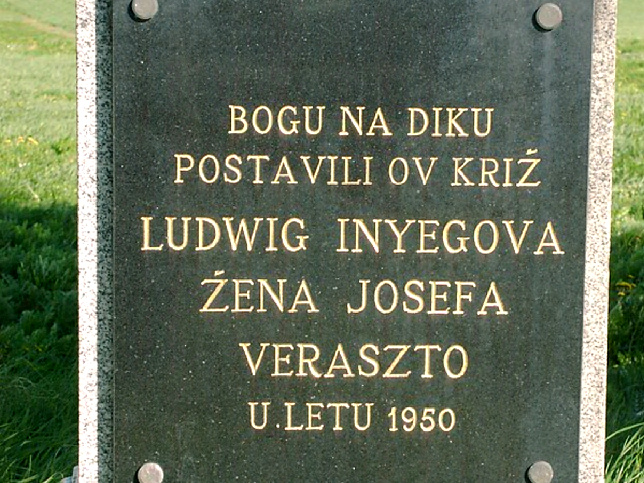 BOGU NA DIKU
POSTAVILI OV KRIŽ
LUDWIG INYEGOVA
ŽENA JOSEFA
VERASZTO
U.LETU 1950